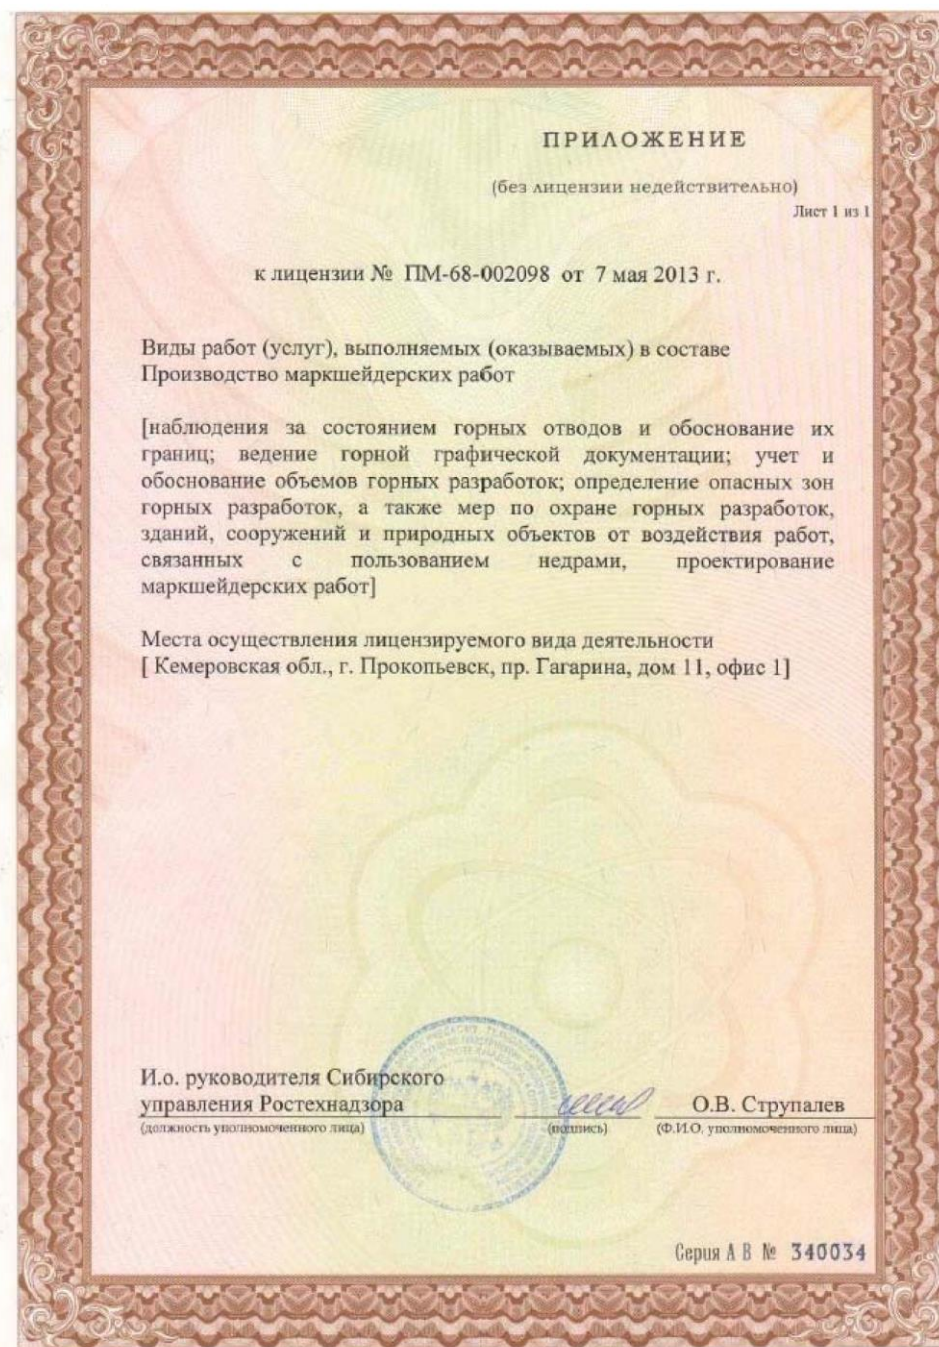 ПРИЛОЖЕНИЕ
(без лицензии недействительно)
Лист 1 из 1
к лицензии № ПМ-68-002098 от 7 мая 2013 г.
Виды работ (услуг), выполняемых (оказываемых) в составе
Производство маркшейдерских работ
[наблюдения за состоянием горных отводов и обоснование их
границ; ведение горной графической документации; учет и
обоснование объемов горных разработок; определение опасных зон
горных разработок, а также мер по охране горных разработок,
зданий, сооружений и природных объектов от воздействия работ,
связанных с пользованием недрами, проектирование
маркшейдерских работ]
Места осуществления лицензируемого вида деятельности
[ Кемеровская обл., г. Прокопьевск, пр. Гагарина, дом 11, офис 1]
И.о. руководителя Сибирского
управления Ростехнадзора О.В. Струпалев
(должность уполномоченного лица) (подпись) (Ф.И.О. уполномоченного лица)
Серия А В № 340034